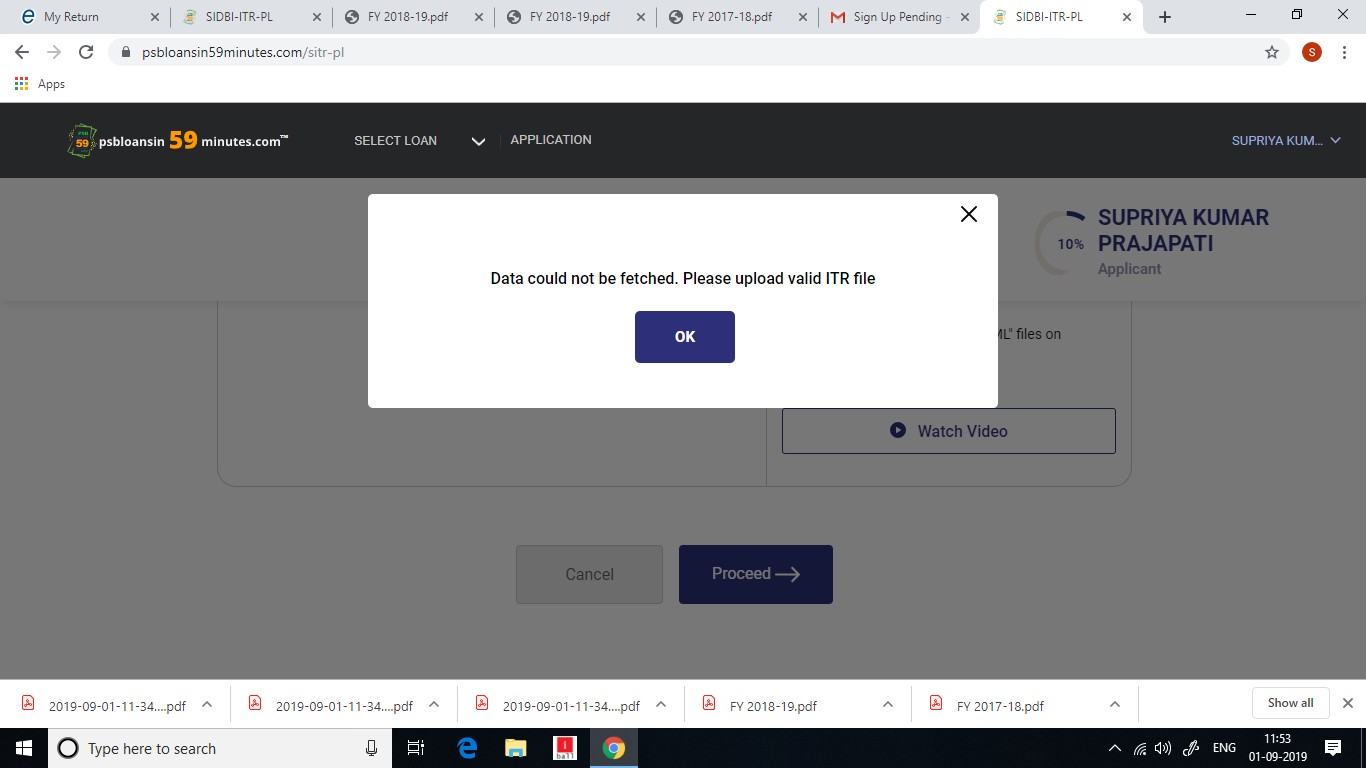 My Return
SIDBI-ITR-PL
FY 2018-19.pdf
FY 2018-19.pdf
FY 2017-18.pdf
Sign Up Pending
SIDBI-ITR-PL
psbloansin59minutes.com/sitr-pl
S
Apps
PSB
59
psbloansin 59 minutes.com™
SELECT LOAN
APPLICATION
SUPRIYA KUM...
10%
SUPRIYA KUMAR
PRAJAPATI
Applicant
Data could not be fetched. Please upload valid ITR file
OK
ML" files on
Watch Video
Cancel
Proceed
2019-09-01-11-34....pdf
2019-09-01-11-34....pdf
2019-09-01-11-34....pdf
FY 2018-19.pdf
FY 2017-18.pdf
Show all
Type here to search
i
ball
ENG
11:53
01-09-2019